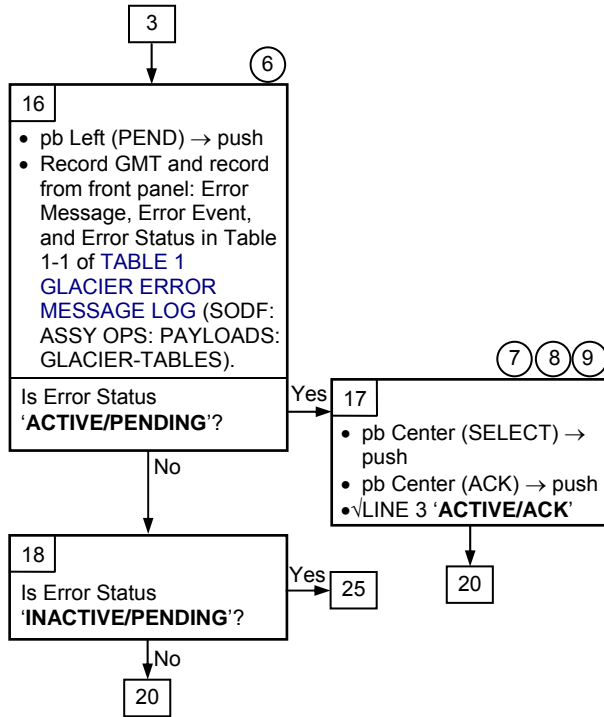 3
6
16
• pb Left (PEND) → push
• Record GMT and record
from front panel: Error
Message, Error Event,
and Error Status in Table
1-1 of TABLE 1
GLACIER ERROR
MESSAGE LOG (SODF:
ASSY OPS: PAYLOADS:
GLACIER-TABLES).
Is Error Status
‘ACTIVE/PENDING’?
Yes
No
7 8 9
17
• pb Center (SELECT) →
push
• pb Center (ACK) → push
•√LINE 3 ‘ACTIVE/ACK’
20
18
Is Error Status
‘INACTIVE/PENDING’?
Yes
25
No
20